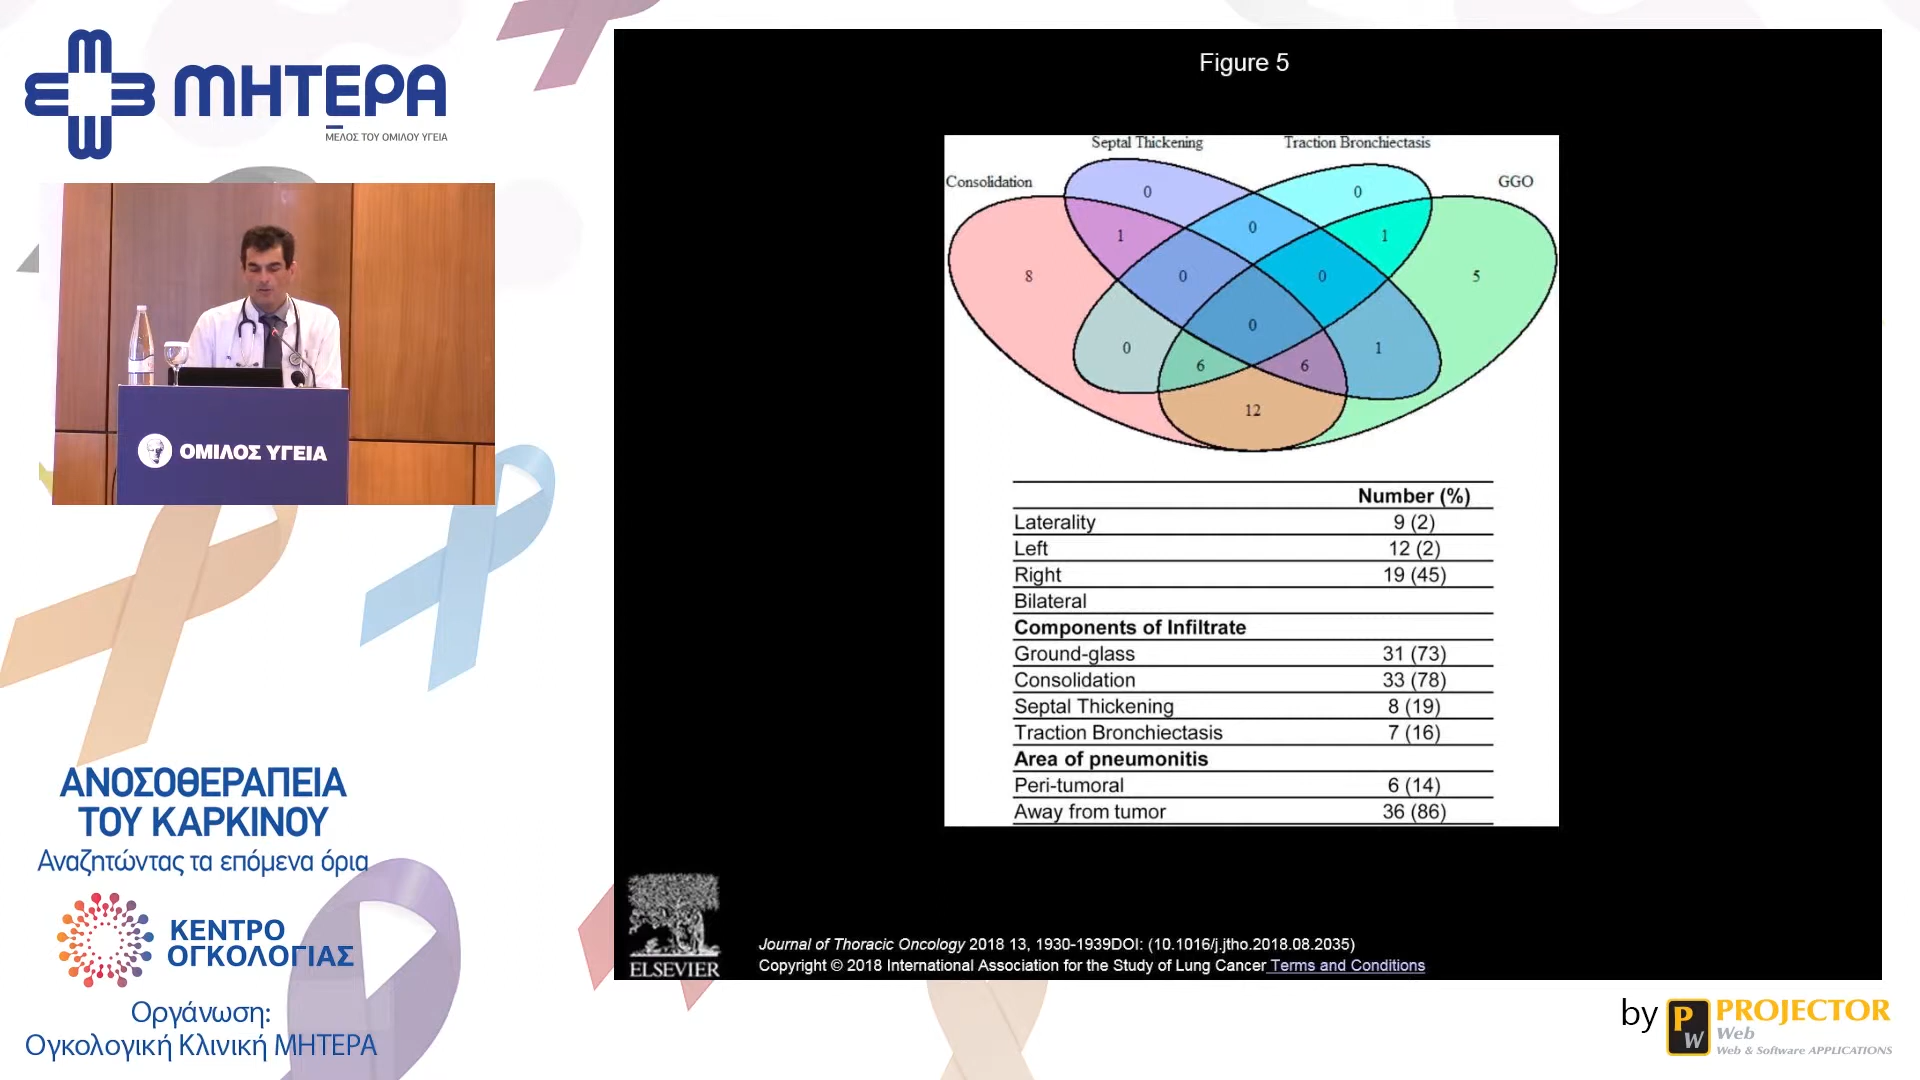 ΜΗΤΕΡΑ
ΜΕΛΟΣ ΤΟΥ ΟΜΙΛΟΥ ΥΓΕΙΑ
ΟΜΙΛΟΣ ΥΓΕΙΑ
ΑΝΟΣΟΘΕΡΑΠΕΙΑ
ΤΟΥ ΚΑΡΚΙΝΟΥ
Αναζητώντας τα επόμενα όρια
ΚΕΝΤΡΟ
ΟΓΚΟΛΟΓΙΑΣ
Οργάνωση:
Ογκολογική Κλινική ΜΗΤΕΡΑ
Figure 5
Septal Thickening Traction Bronchiectasis
Consolidation GGO
0 0
1 0 1
8 0 0 5
0
0 6 6 1
12
Number (%)
Laterality 9 (2)
Left 12 (2)
Right 19 (45)
Bilateral
Components of Infiltrate
Ground-glass 31 (73)
Consolidation 33 (78)
Septal Thickening 8 (19)
Traction Bronchiectasis 7 (16)
Area of pneumonitis
Peri-tumoral 6 (14)
Away from tumor 36 (86)
ELSEVIER
Journal of Thoracic Oncology 2018 13, 1930-1939DOI: (10.1016/j.jtho.2018.08.2035)
Copyright © 2018 International Association for the Study of Lung Cancer Terms and Conditions
by PW PROJECTOR
Web
Web & Software APPLICATIONS